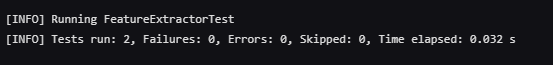 [INFO] Running FeatureExtractorTest
[INFO] Tests run: 2, Failures: 0, Errors: 0, Skipped: 0, Time elapsed: 0.032 s